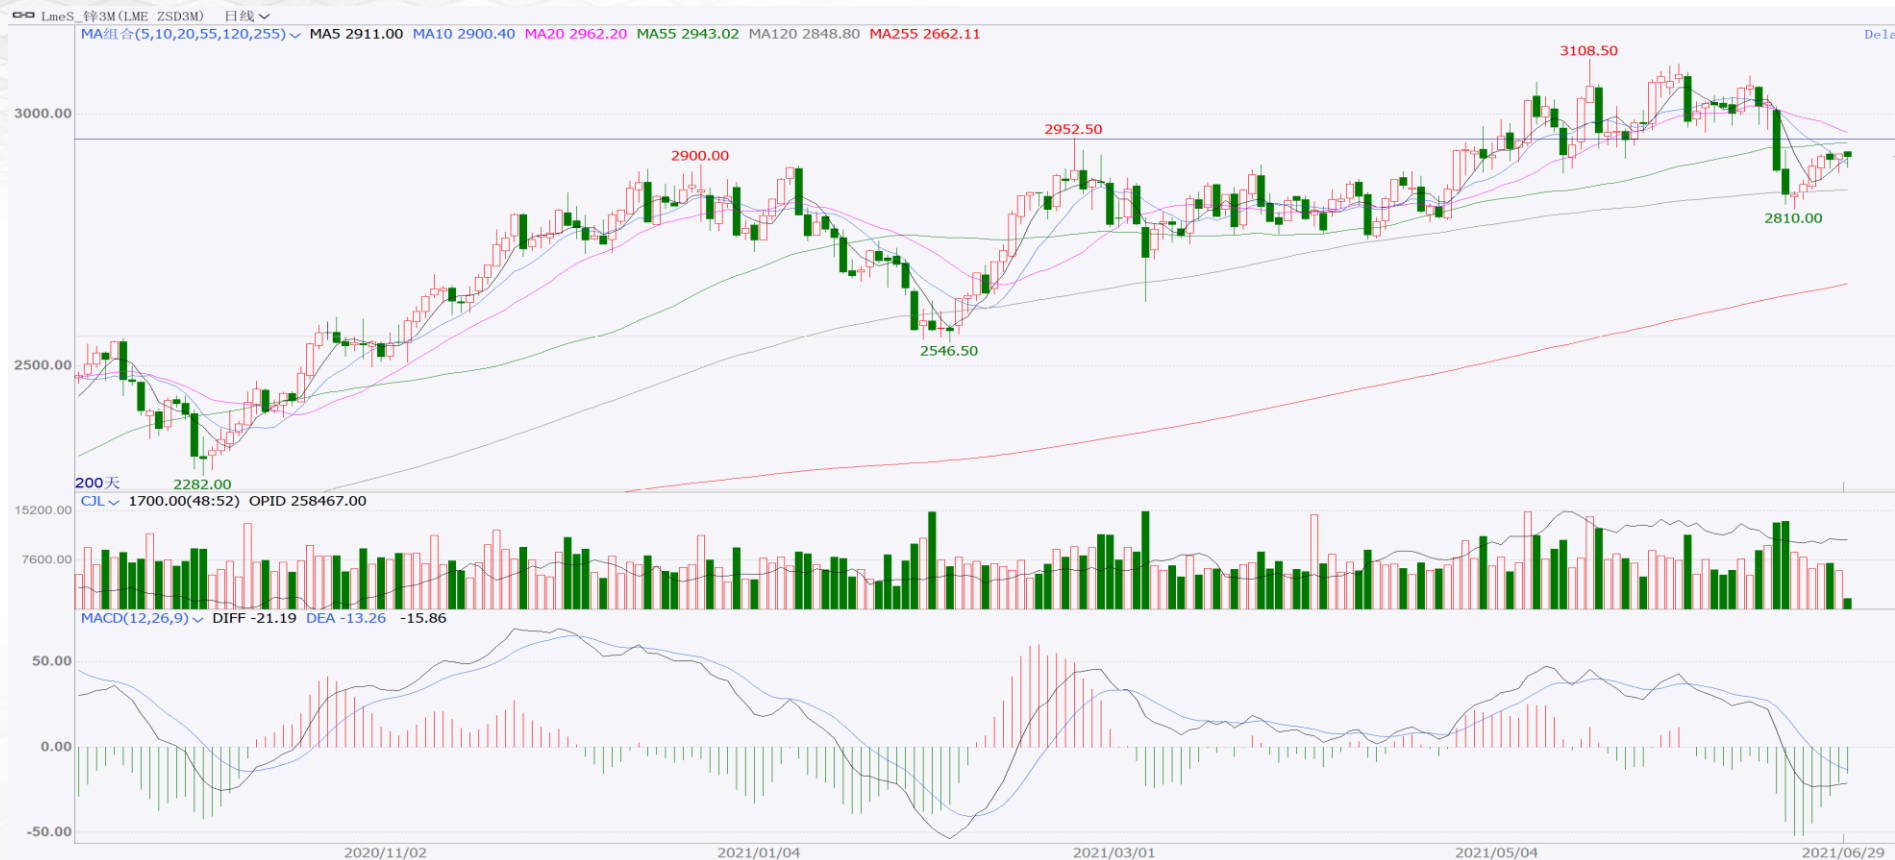 LmeS_锌3M(LME ZSD3M) 日线
MA组合(5,10,20,55,120,255) MA5 2911.00 MA10 2900.40 MA20 2962.20 MA55 2943.02 MA120 2848.80 MA255 2662.11
Dela
3108.50
3000.00
2952.50
2900.00
2810.00
2546.50
2500.00
200天
2282.00
CJL 1700.00(48:52) OPID 258467.00
15200.00
7600.00
MACD(12,26,9) DIFF -21.19 DEA -13.26 -15.86
50.00
0.00
-50.00
2020/11/02 2021/01/04 2021/03/01 2021/05/04 2021/06/29